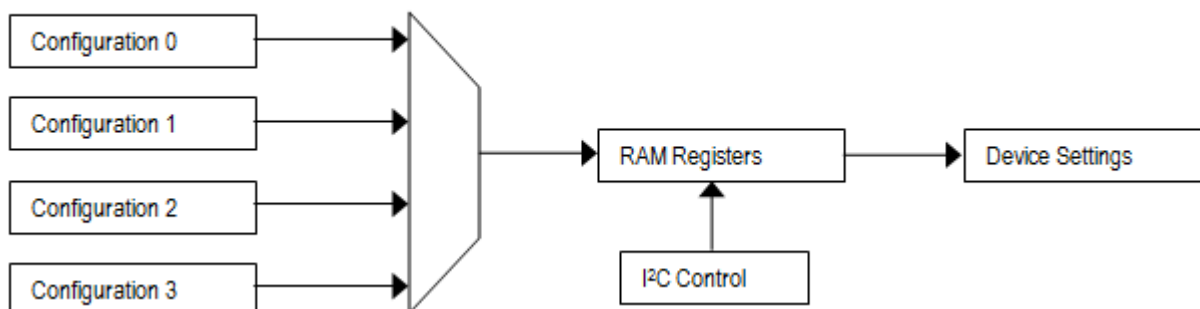 Configuration 0
Configuration 1
RAM Registers
Device Settings
Configuration 2
I²C Control
Configuration 3